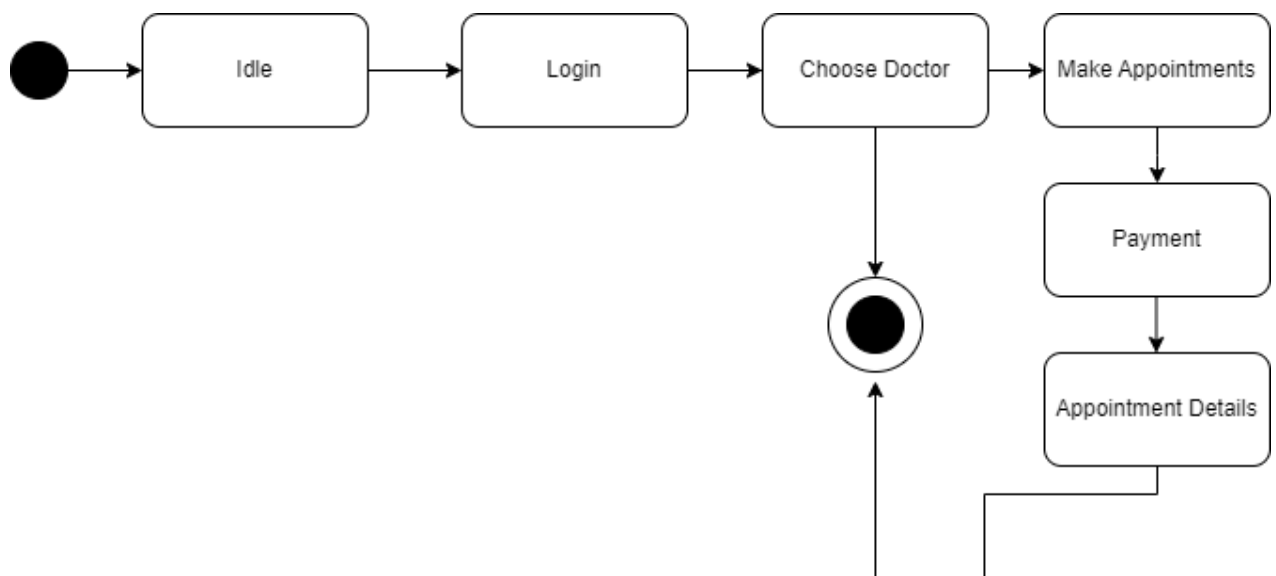 Idle
Login
Choose Doctor
Make Appointments
Payment
Appointment Details